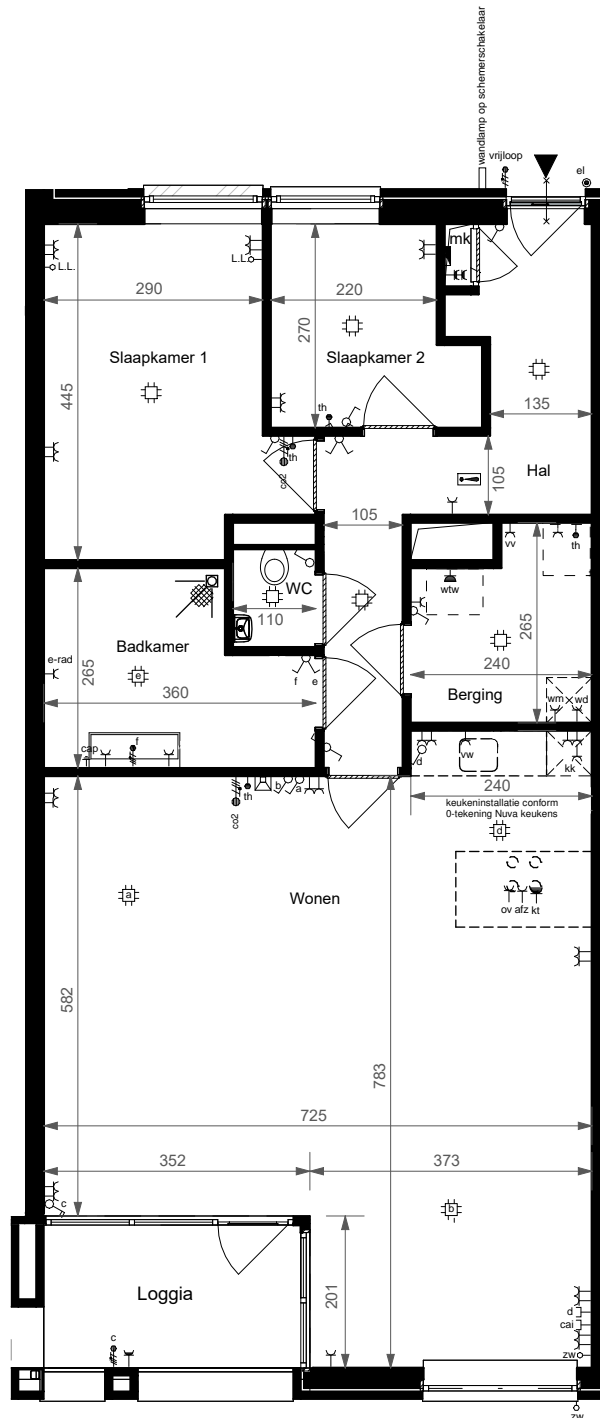 wandlamp op schemerschakelaar
vrijloop
el
mk
L.L.
L.L.
290
220
270
Slaapkamer 1
Slaapkamer 2
445
135
th
th
co2
105
Hal
105
vv
th
WC
wtw
110
Badkamer
265
e-rad
265
e
f e
360
240
Berging
wm
wd
cap
f
d
vw
kk
240
th
b
a
co2
keukeninstallatie conform
0-tekening Nuva keukens
d
a
Wonen
ov afz kt
582
783
725
352
373
c
b
Loggia
201
d
cai
c
zw
zw